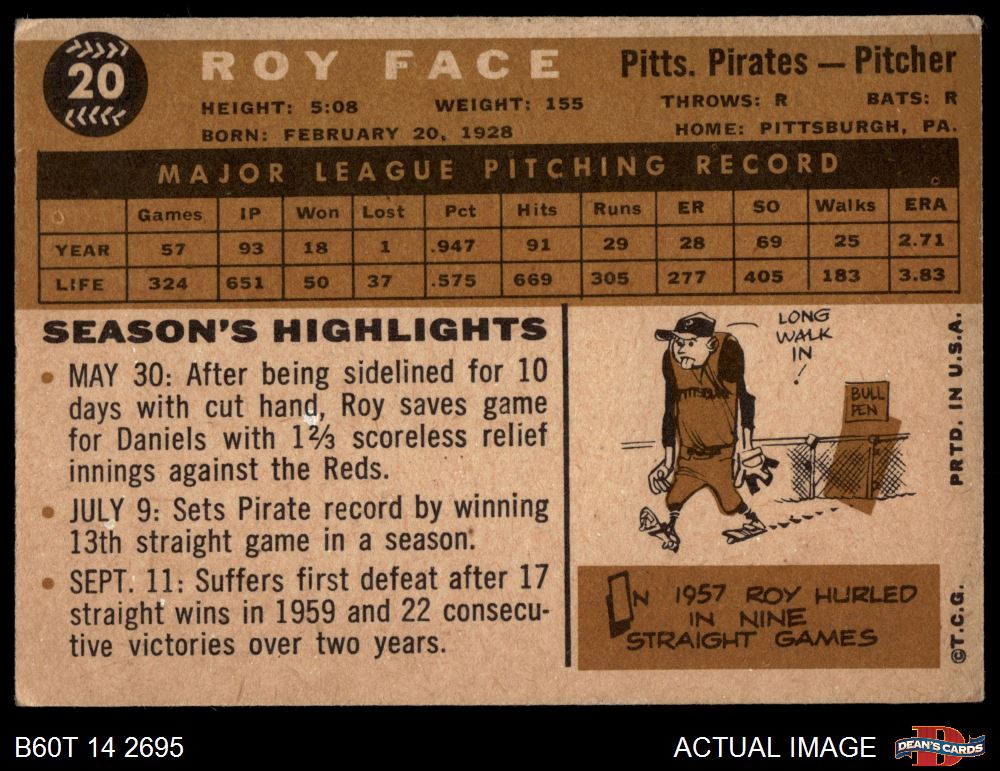 20
ROY FACE
Pitts. Pirates — Pitcher
HEIGHT: 5:08 WEIGHT: 155 THROWS: R BATS: R
BORN: FEBRUARY 20, 1928 HOME: PITTSBURGH, PA.
MAJOR LEAGUE PITCHING RECORD
Games IP Won Lost Pct Hits Runs ER SO Walks ERA
YEAR 57 93 18 1 .947 91 29 28 69 25 2.71
LIFE 324 651 50 37 .575 669 305 277 405 183 3.83
SEASON'S HIGHLIGHTS
• MAY 30: After being sidelined for 10
days with cut hand, Roy saves game
for Daniels with 1⅔ scoreless relief
innings against the Reds.
• JULY 9: Sets Pirate record by winning
13th straight game in a season.
• SEPT. 11: Suffers first defeat after 17
straight wins in 1959 and 22 consecu-
tive victories over two years.
LONG
WALK
IN
BULL
PEN
P
IN 1957 ROY HURLED
IN NINE
STRAIGHT GAMES
PRTD. IN U.S.A.
©T.C.G.
B60T 14 2695
ACTUAL IMAGE
DEAN'S CARDS